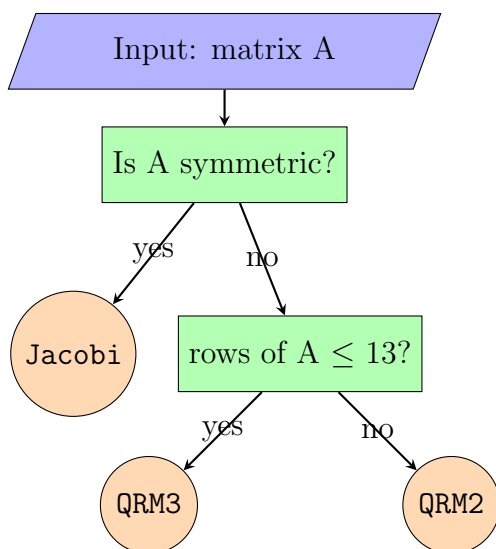 Input: matrix A
Is A symmetric?
yes
no
Jacobi
rows of A ≤ 13?
yes
no
QRM3
QRM2